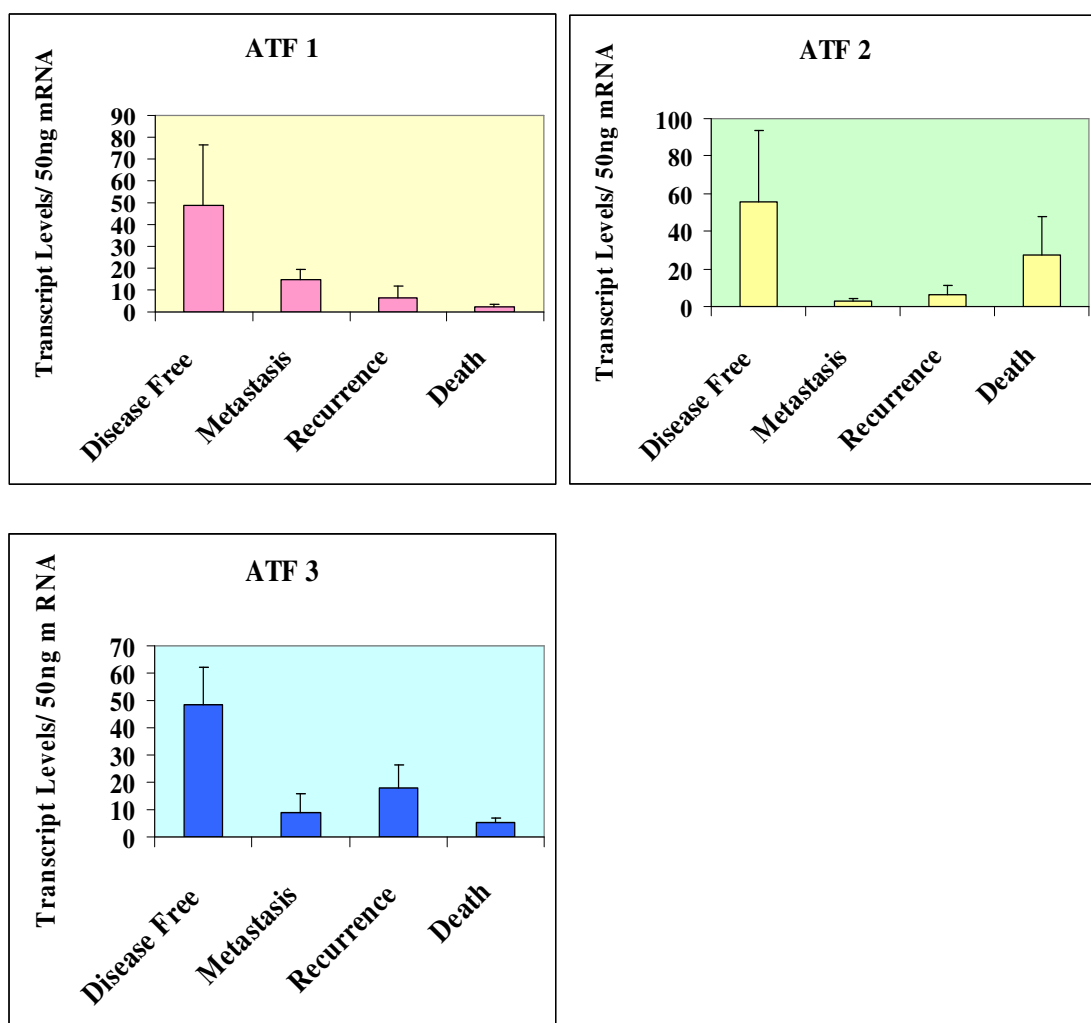 ATF 1
Transcript Levels/ 50ng mRNA
90
80
70
60
50
40
30
20
10
0
Disease Free
Metastasis
Recurrence
Death
ATF 2
Transcript Levels/ 50ng mRNA
100
80
60
40
20
0
Disease Free
Metastasis
Recurrence
Death
ATF 3
Transcript Levels/ 50ng m RNA
70
60
50
40
30
20
10
0
Disease Free
Metastasis
Recurrence
Death